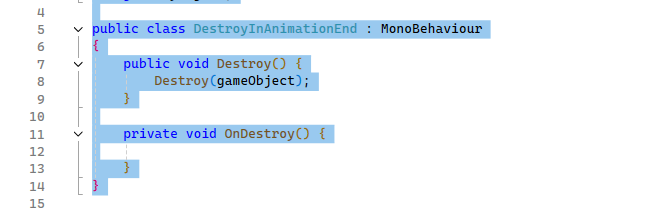 4
5 public class DestroyInAnimationEnd : MonoBehaviour
6 {
7 public void Destroy() {
8 Destroy(gameObject);
9 }
10
11 private void OnDestroy() {
12
13 }
14 }
15